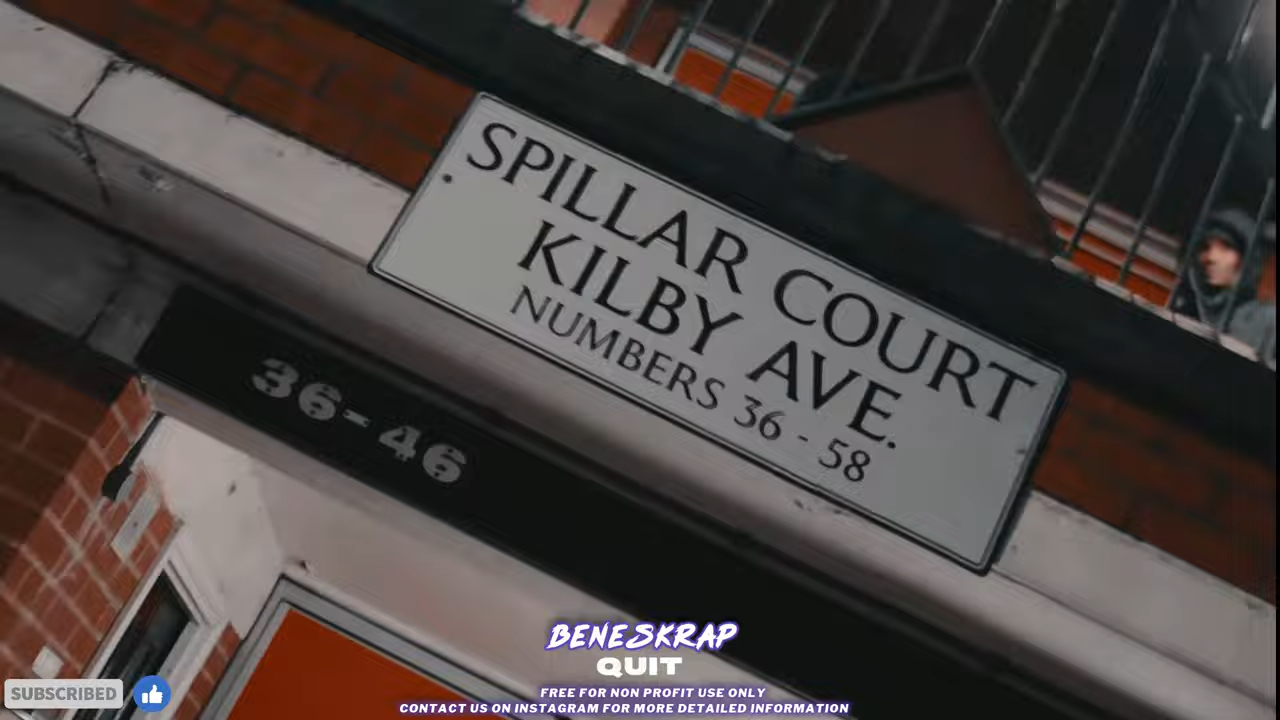 SPILLAR COURT
KILBY AVE.
NUMBERS 36 - 58
36-46
BENESKRAP
QUIT
FREE FOR NON PROFIT USE ONLY
CONTACT US ON INSTAGRAM FOR MORE DETAILED INFORMATION
SUBSCRIBED